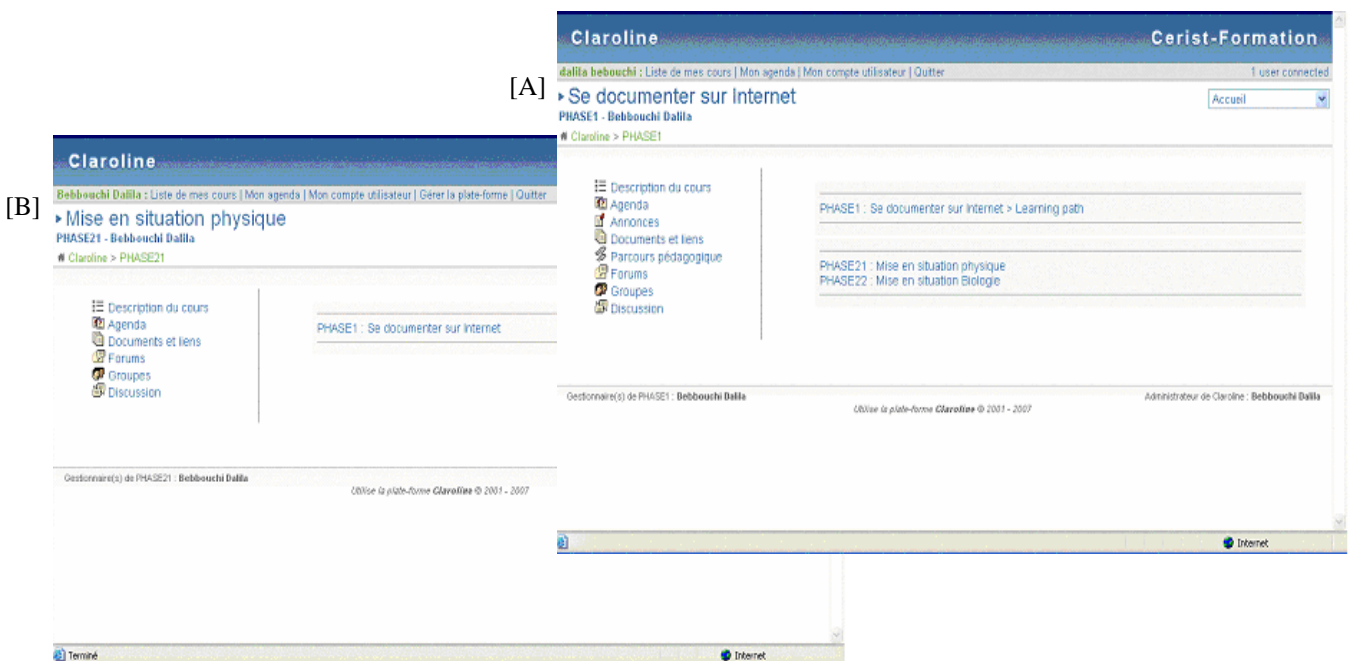 [A]
Claroline Cerist-Formation
dalila bebouchi : Liste de mes cours | Mon agenda | Mon compte utilisateur | Quitter 1 user connected
Se documenter sur Internet Accueil
PHASE1 - Bebbouchi Dalila
Claroline > PHASE1
Description du cours
Agenda
Annonces
Documents et liens
Parcours pédagogique
Forums
Groupes
Discussion
PHASE1 : Se documenter sur Internet > Learning path
PHASE21 : Mise en situation physique
PHASE22 : Mise en situation Biologie
Gestionnaire(s) de PHASE1 : Bebbouchi Dalila Administrateur de Claroline : Bebbouchi Dalila
Utilise la plate-forme Claroline © 2001 - 2007
Internet
[B]
Claroline
Bebbouchi Dalila : Liste de mes cours | Mon agenda | Mon compte utilisateur | Gérer la plate-forme | Quitter
Mise en situation physique
PHASE21 - Bebbouchi Dalila
Claroline > PHASE21
Description du cours
Agenda
Documents et liens
Forums
Groupes
Discussion
PHASE1 : Se documenter sur Internet
Gestionnaire(s) de PHASE21 : Bebbouchi Dalila
Utilise la plate-forme Claroline © 2001 - 2007
Terminé Internet